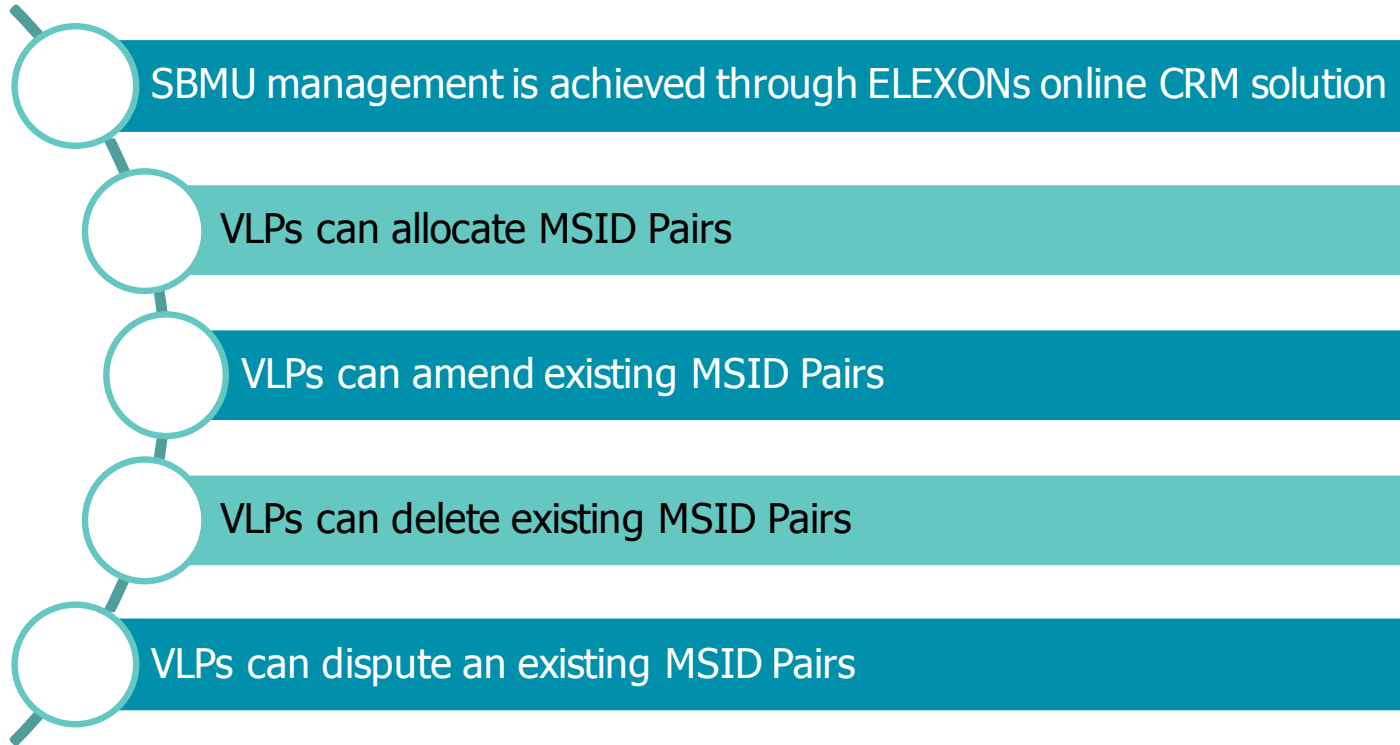 SBMU management is achieved through ELEXONs online CRM solution
VLPs can allocate MSID Pairs
VLPs can amend existing MSID Pairs
VLPs can delete existing MSID Pairs
VLPs can dispute an existing MSID Pairs